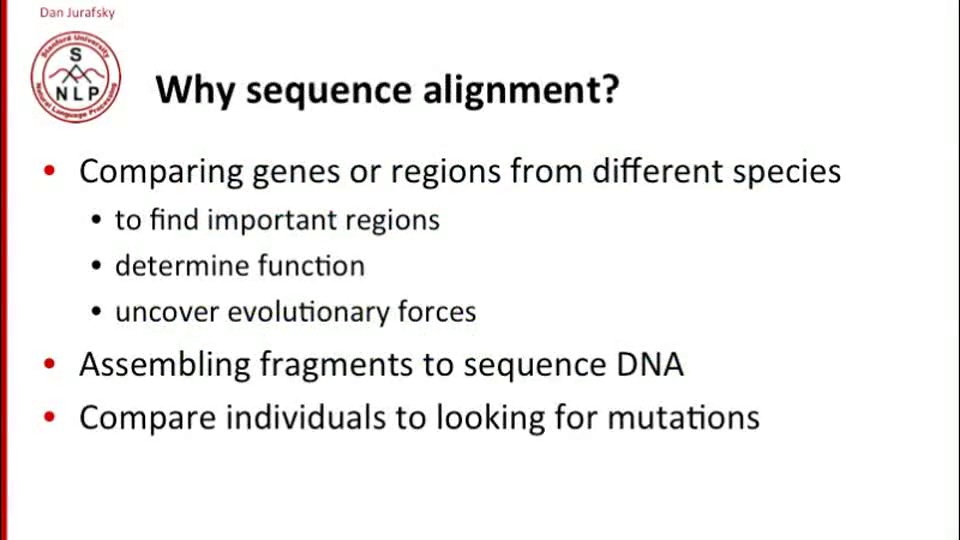 Dan Jurafsky
Stanford University
S
NLP
Natural Language Processing
Why sequence alignment?
• Comparing genes or regions from different species
• to find important regions
• determine function
• uncover evolutionary forces
• Assembling fragments to sequence DNA
• Compare individuals to looking for mutations